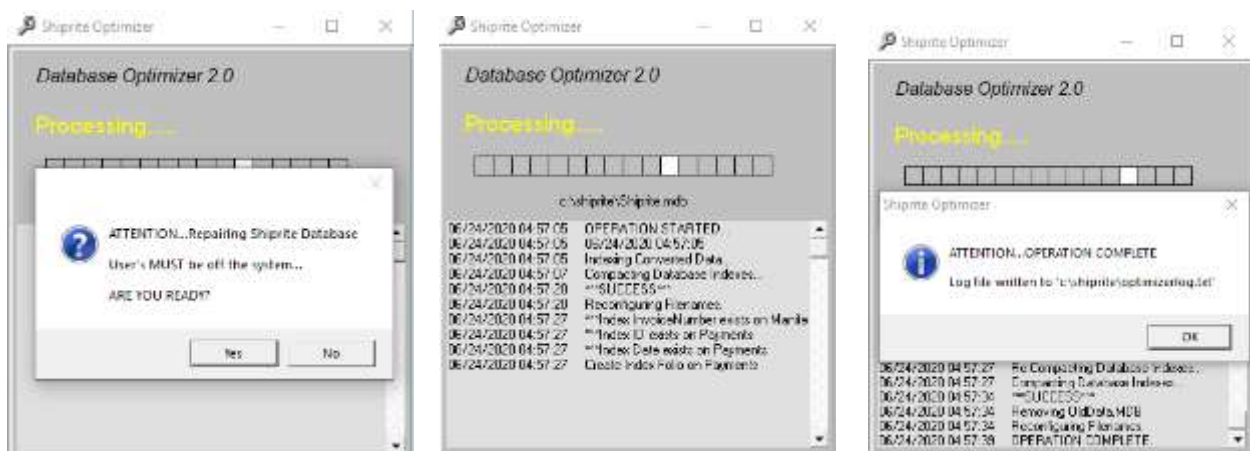 Shiprite Optimizer
Database Optimizer 2.0
Processing....
ATTENTION...Repairing Shiprite Database
User's MUST be off the system...
ARE YOU READY?
Yes
No
Shiprite Optimizer
Database Optimizer 2.0
Processing....
c:\shiprite\Shiprite.mdb
06/24/2020 04:57:05 OPERATION STARTED
06/24/2020 04:57:05 06/24/2020 04:57:05
06/24/2020 04:57:05 Indexing Converted Data
06/24/2020 04:57:07 Compacting Database Indexes...
06/24/2020 04:57:20 ***SUCCESS***
06/24/2020 04:57:20 Reconfiguring Filenames.
06/24/2020 04:57:27 ***Index InvoiceNumber exists on Manife
06/24/2020 04:57:27 ***Index ID exists on Payments
06/24/2020 04:57:27 ***Index Date exists on Payments
06/24/2020 04:57:27 Create Index Folio on Payments
Shiprite Optimizer
Database Optimizer 2.0
Processing....
Shiprite Optimizer
ATTENTION...OPERATION COMPLETE
Log file written to 'c:\shiprite\optimizerlog.txt'
OK
06/24/2020 04:57:27 Re Compacting Database Indexes..
06/24/2020 04:57:27 Compacting Database Indexes.
06/24/2020 04:57:34 ***SUCCESS***
06/24/2020 04:57:34 Removing OldData.MDB
06/24/2020 04:57:34 Reconfiguring Filenames
06/24/2020 04:57:39 OPERATION COMPLETE.